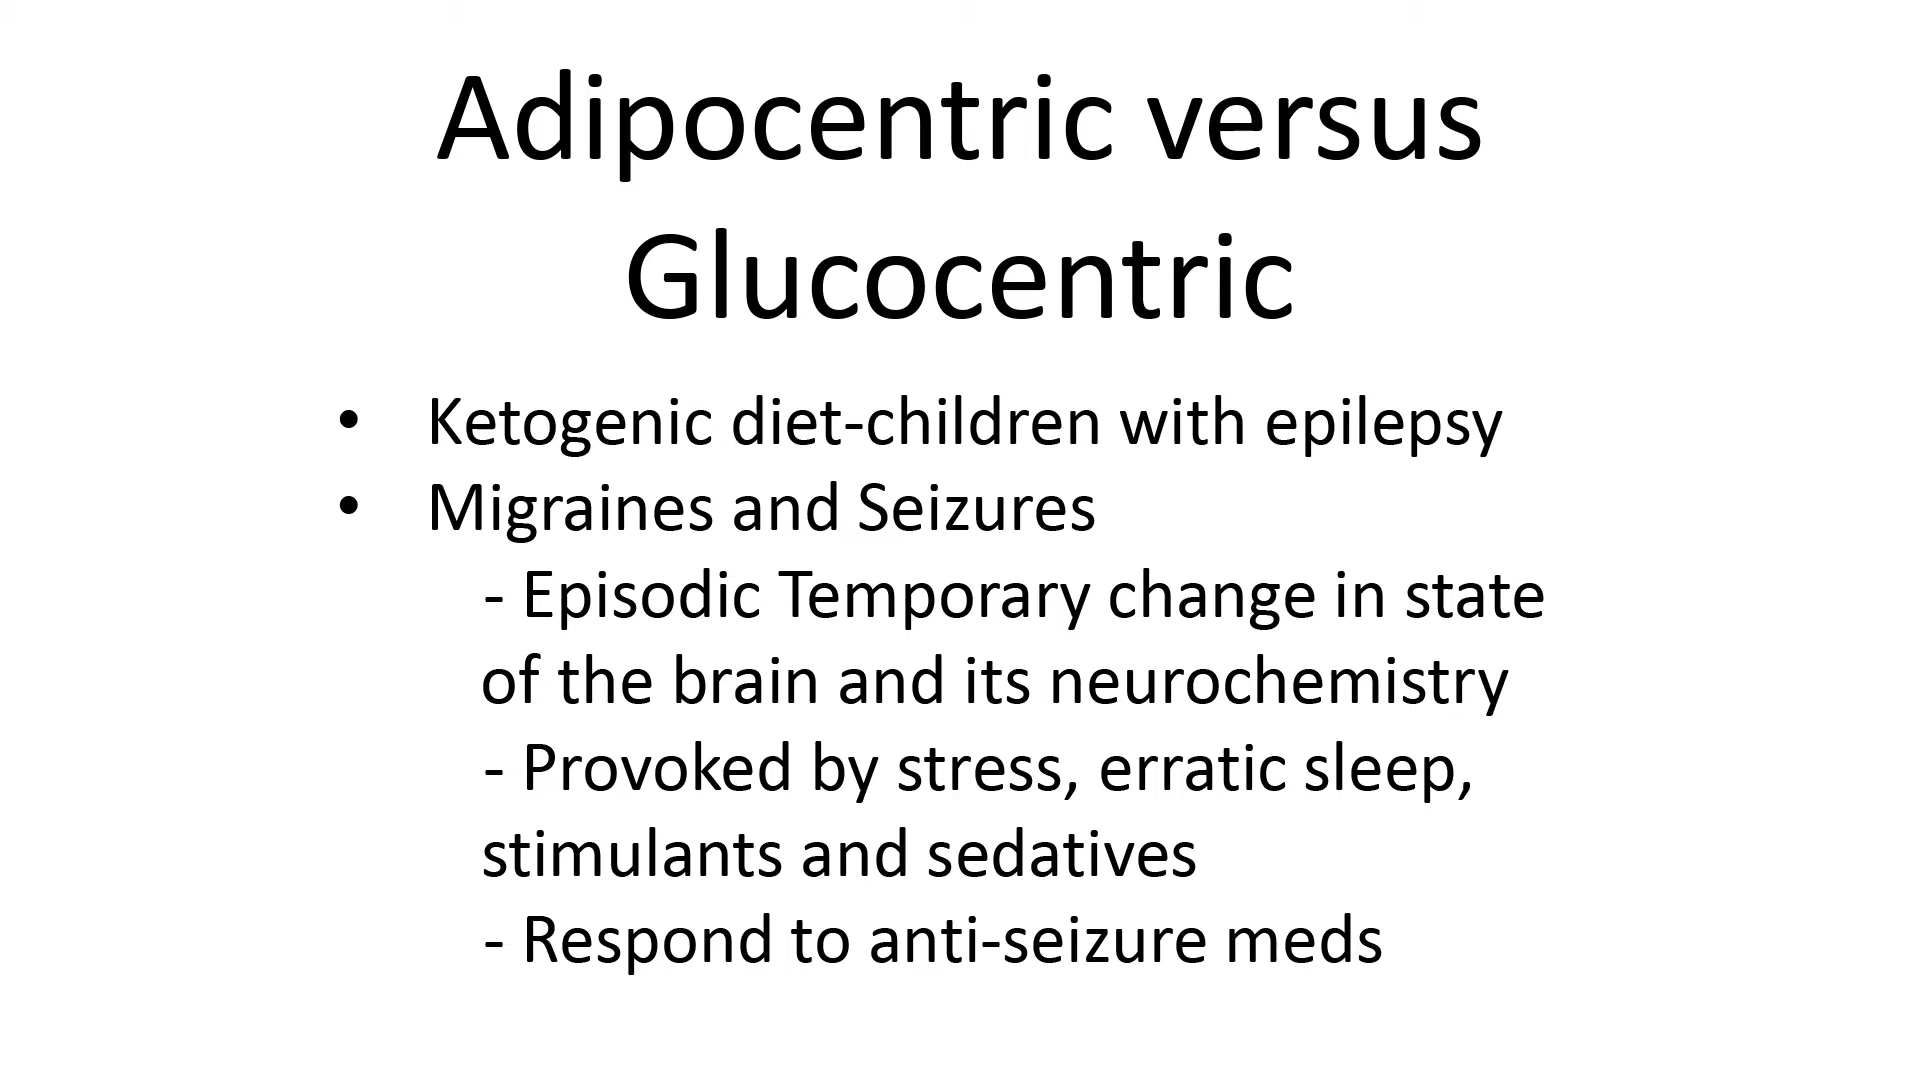 Adipocentric versus
Glucocentric
• Ketogenic diet-children with epilepsy
• Migraines and Seizures
- Episodic Temporary change in state
of the brain and its neurochemistry
- Provoked by stress, erratic sleep,
stimulants and sedatives
- Respond to anti-seizure meds